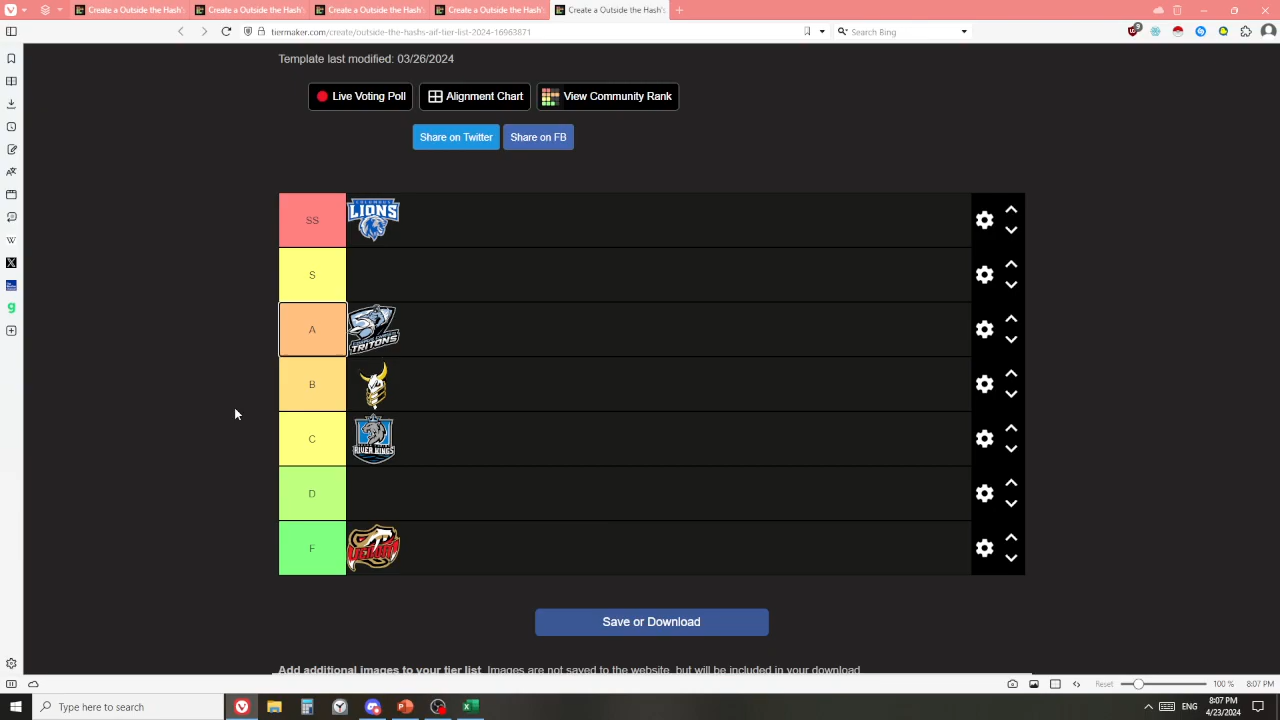 Create a Outside the Hash's
Create a Outside the Hash's
Create a Outside the Hash's
Create a Outside the Hash's
Create a Outside the Hash's
tiermaker.com/create/outside-the-hashs-aif-tier-list-2024-16963871
Search Bing
9
Template last modified: 03/26/2024
Live Voting Poll
Alignment Chart
View Community Rank
Share on Twitter
Share on FB
SS
COLUMBUS
LIONS
S
A
TRITONS
B
C
RIVER KINGS
D
F
VENOM
Save or Download
Add additional images to your tier list. Images are not saved to the website, but will be included in your download
Reset
100 %
8:07 PM
Type here to search
ENG
8:07 PM
4/23/2024